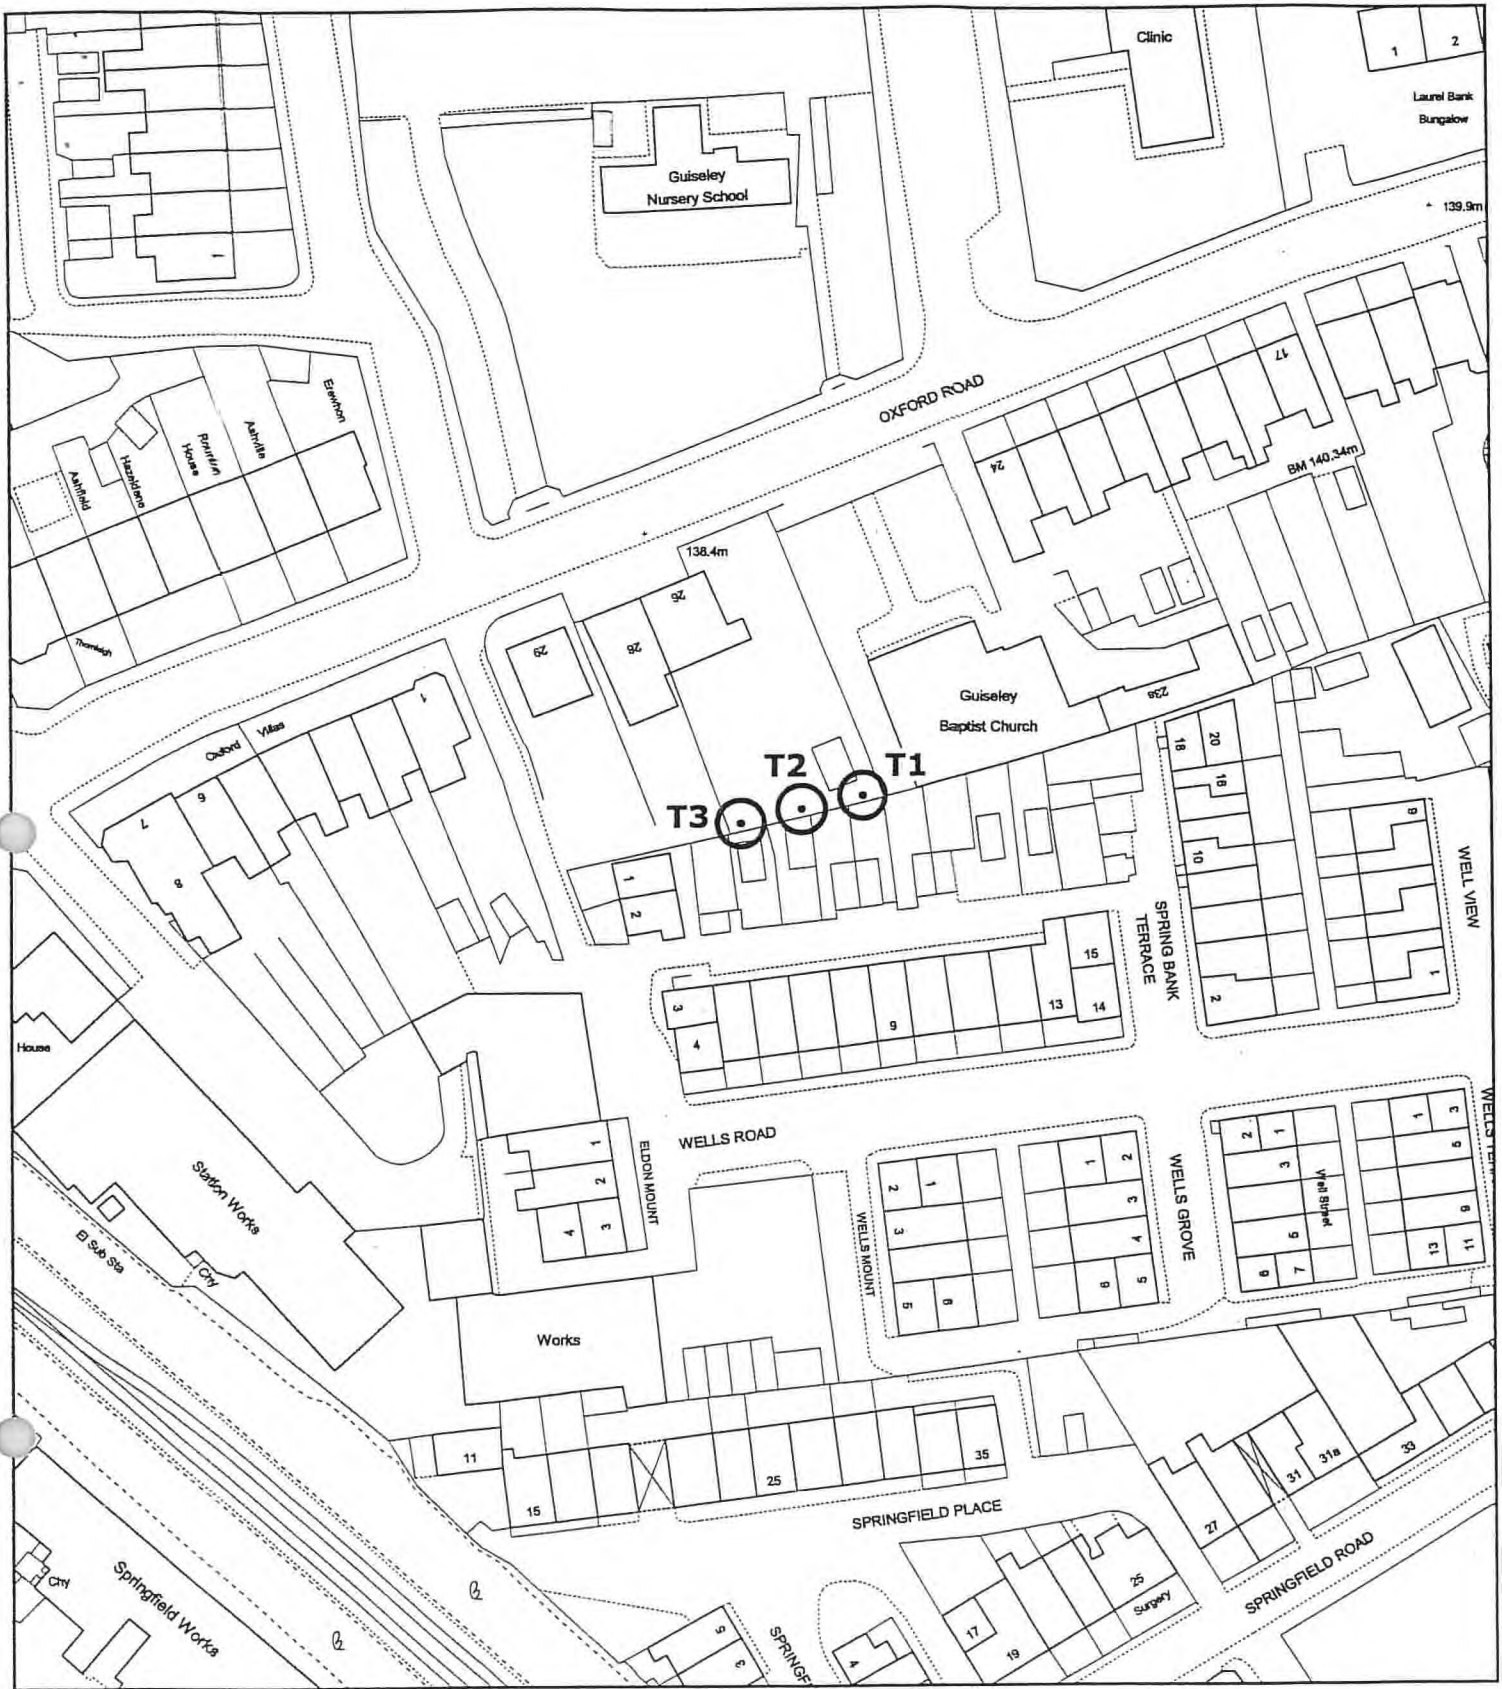 Clinic
1
2
Laurel Bank
Bungalow
Guiseley
Nursery School
139.9m
1
OXFORD ROAD
17
24
BM 140.34m
Erewhon
Ashville
House
Hazeldene
Ashfield
Thornleigh
138.4m
26
28
29
Guiseley
Baptist Church
23a
Oxford Villas
1
6
7
8
T1
T2
T3
18
20
16
10
2
SPRING BANK
TERRACE
9
1
WELL VIEW
1
2
3
4
9
13
14
15
House
WELLS ROAD
ELDON MOUNT
1
2
3
4
Station Works
El Sub Sta
Chy
Works
WELLS MOUNT
2
1
3
5
6
1
2
3
4
5
6
WELLS GROVE
2
1
3
Well Street
5
6
7
1
3
5
9
11
13
11
15
25
35
SPRINGFIELD PLACE
27
31
31a
33
SPRINGFIELD ROAD
25
Surgery
17
19
4
5
3
SPRINGF
Chy
Springfield Works